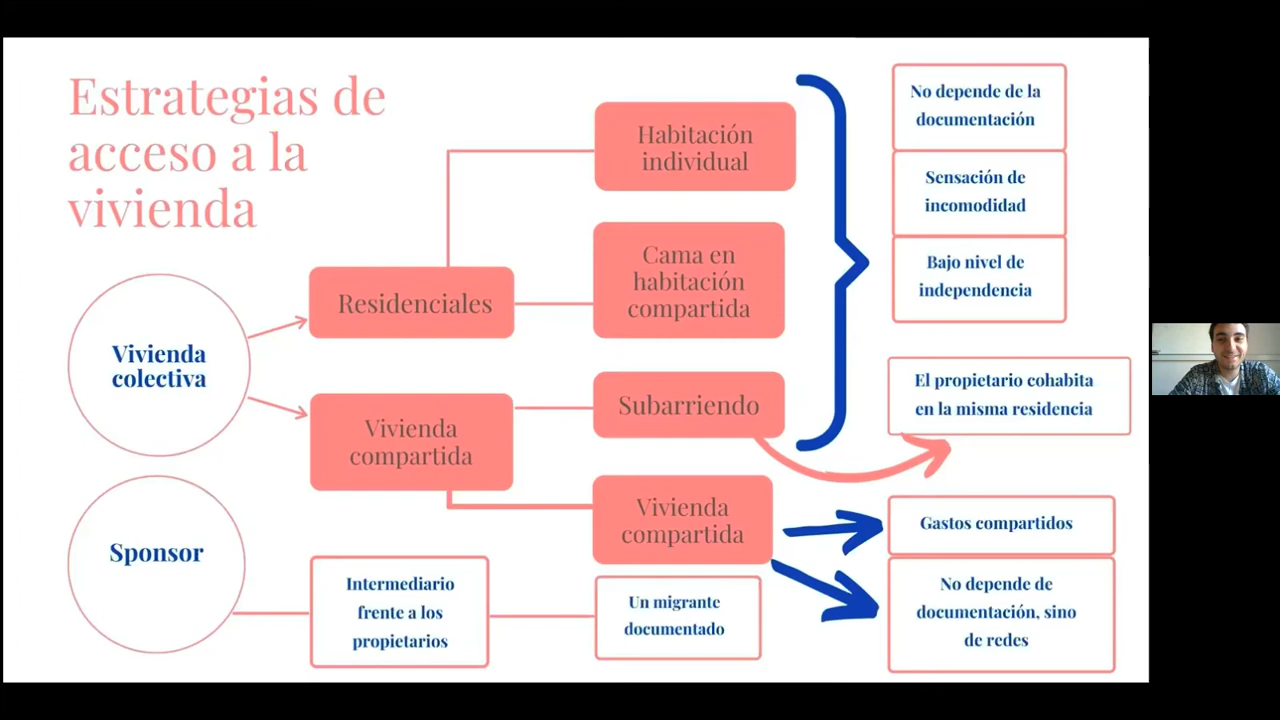 Estrategias de
acceso a la
vivienda
Vivienda
colectiva
Sponsor
Residenciales
Vivienda
compartida
Intermediario
frente a los
propietarios
Habitación
individual
Cama en
habitación
compartida
Subarriendo
Vivienda
compartida
Un migrante
documentado
No depende de la
documentación
Sensación de
incomodidad
Bajo nivel de
independencia
El propietario cohabita
en la misma residencia
Gastos compartidos
No depende de
documentación, sino
de redes